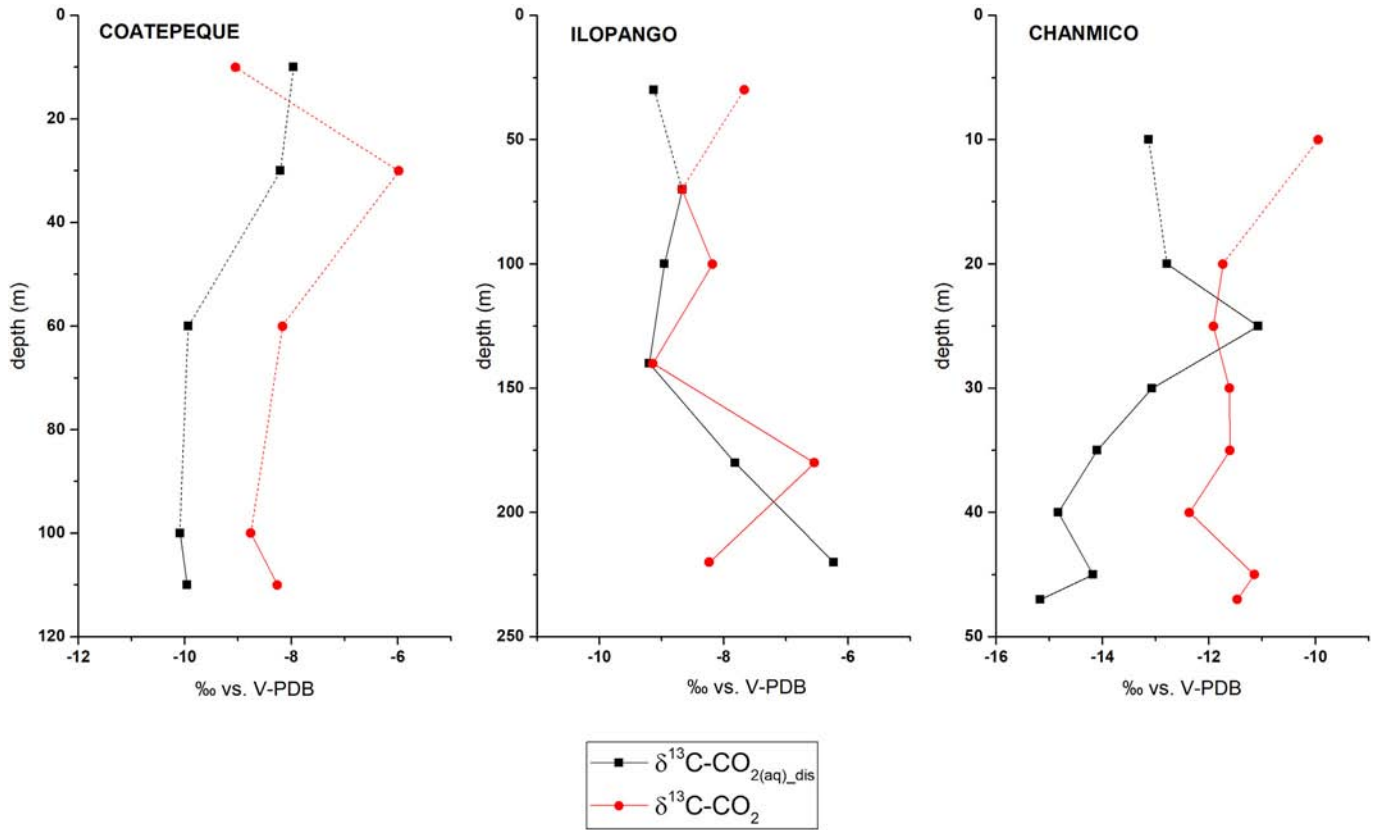 COATEPEQUE
0
20
40
60
80
100
120
depth (m)
-12
-10
-8
-6
‰ vs. V-PDB
ILOPANGO
0
50
100
150
200
250
depth (m)
-10
-8
-6
‰ vs. V-PDB
CHANMICO
0
10
20
30
40
50
depth (m)
-16
-14
-12
-10
‰ vs. V-PDB
δ¹³C-CO₂₍aq₎_dis
δ¹³C-CO₂